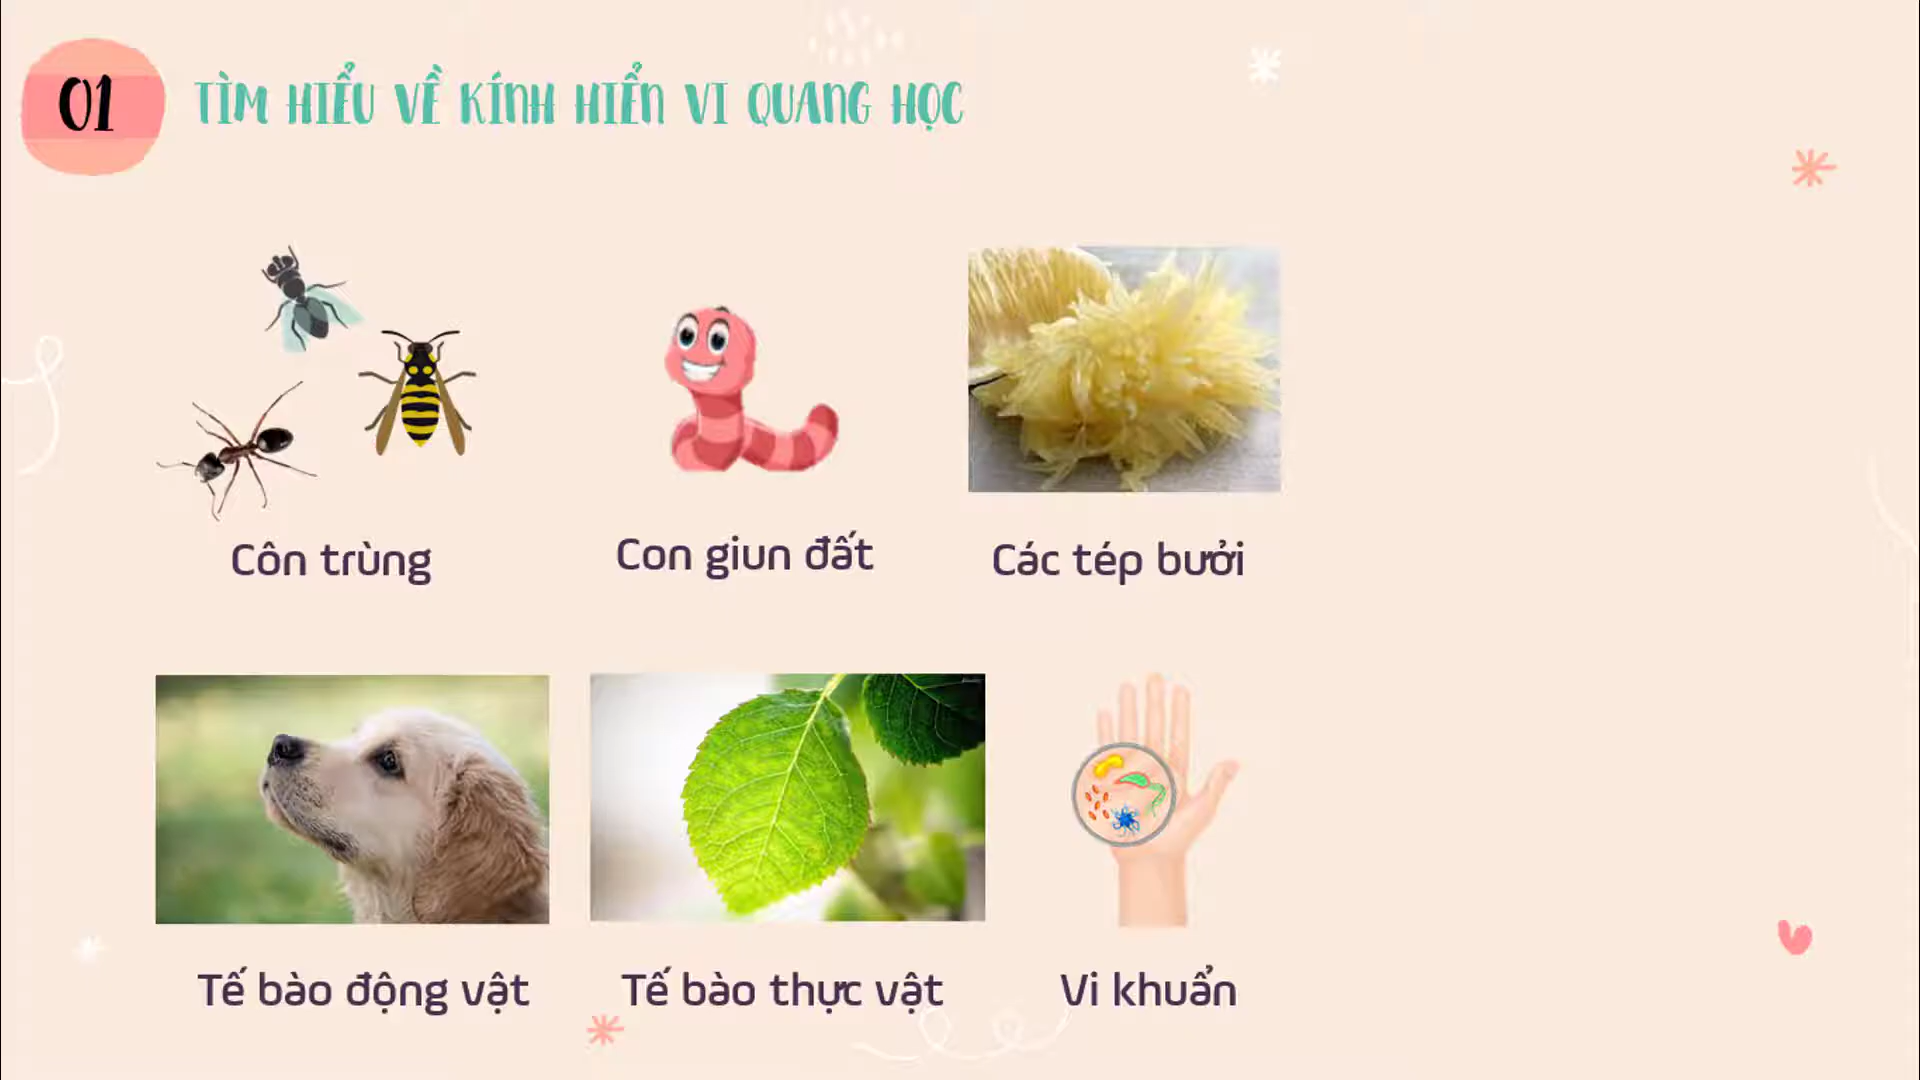 01
TÌM HIỂU VỀ KÍNH HIỂN VI QUANG HỌC
Côn trùng
Con giun đất
Các tép bưởi
Tế bào động vật
Tế bào thực vật
Vi khuẩn